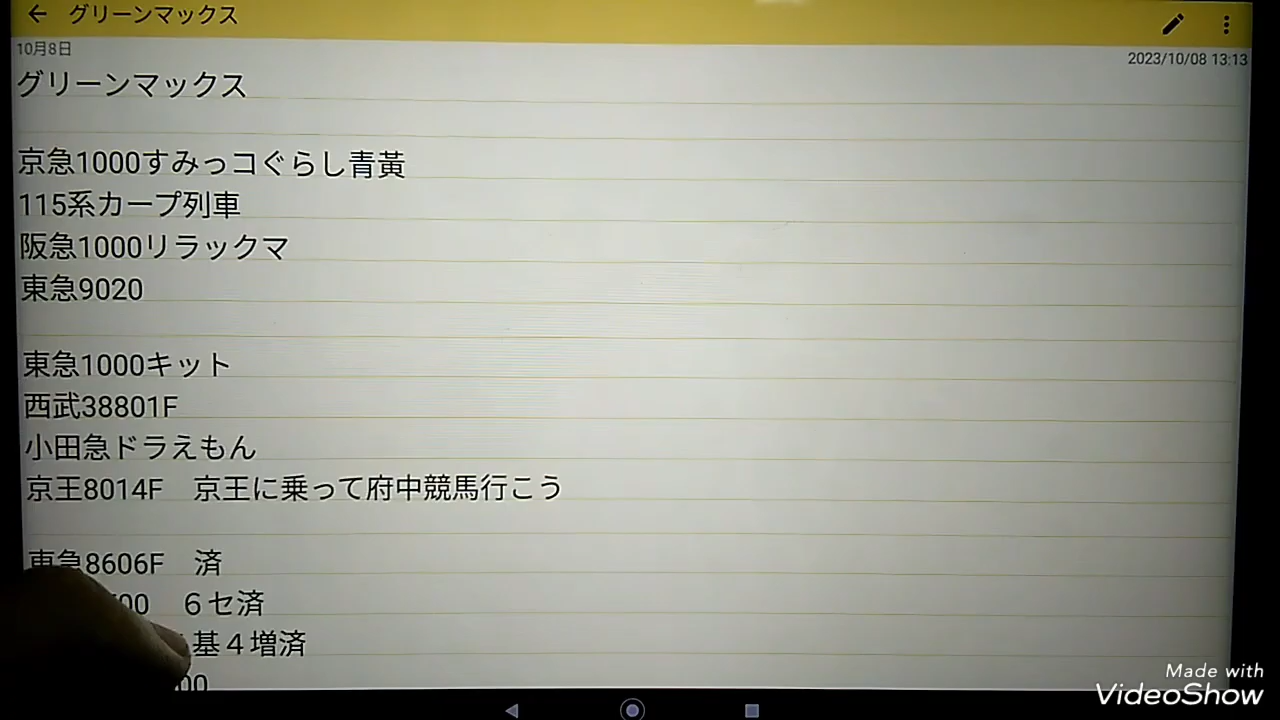 グリーンマックス
10月8日
2023/10/08 13:13
グリーンマックス
京急1000すみっコぐらし青黃
115系カープ列車
阪急1000リラックマ
東急9020
東急1000キット
西武38801F
小田急ドラえもん
京王8014F 京王に乗って府中競馬行こう
東急8606F 済
00 6セ済
基4増済
00
Made with
VideoShow